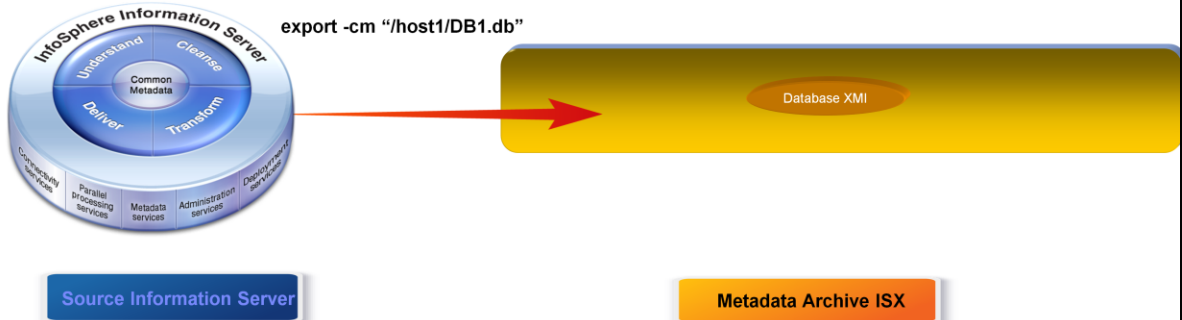 InfoSphere Information Server
export -cm “/host1/DB1.db”
Understand
Cleanse
Common
Metadata
Deliver
Transform
Database XMI
Connectivity
services
Parallel
processing
services
Metadata
services
Administration
services
Deployment
services
Source Information Server
Metadata Archive ISX